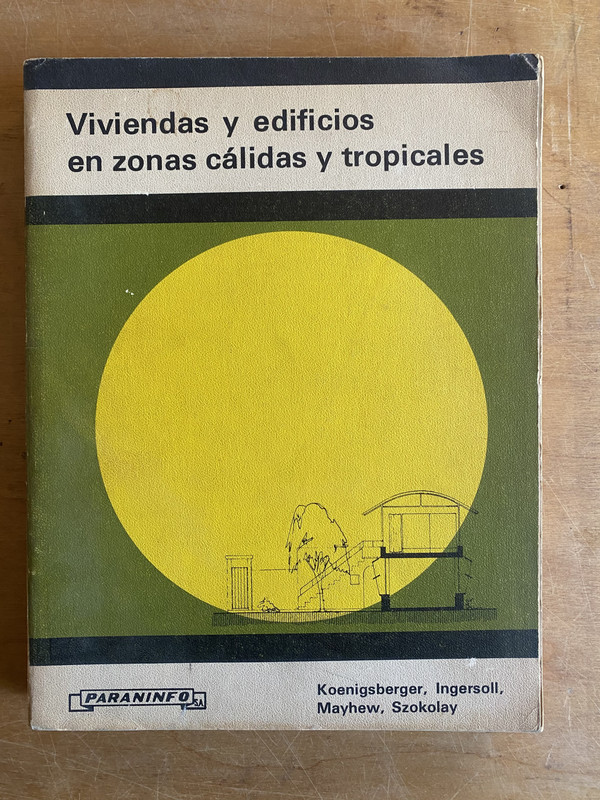 Viviendas y edificios
en zonas cálidas y tropicales
PARANINFO SA
Koenigsberger, Ingersoll,
Mayhew, Szokolay